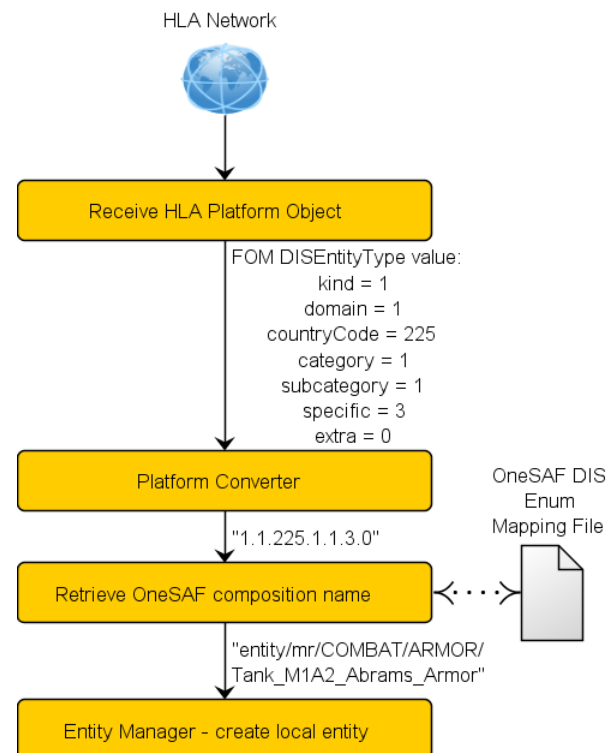 HLA Network
Receive HLA Platform Object
FOM DISEntityType value:
kind = 1
domain = 1
countryCode = 225
category = 1
subcategory = 1
specific = 3
extra = 0
Platform Converter
OneSAF DIS
Enum
Mapping File
"1.1.225.1.1.3.0"
Retrieve OneSAF composition name
"entity/mr/COMBAT/ARMOR/
Tank_M1A2_Abrams_Armor"
Entity Manager - create local entity